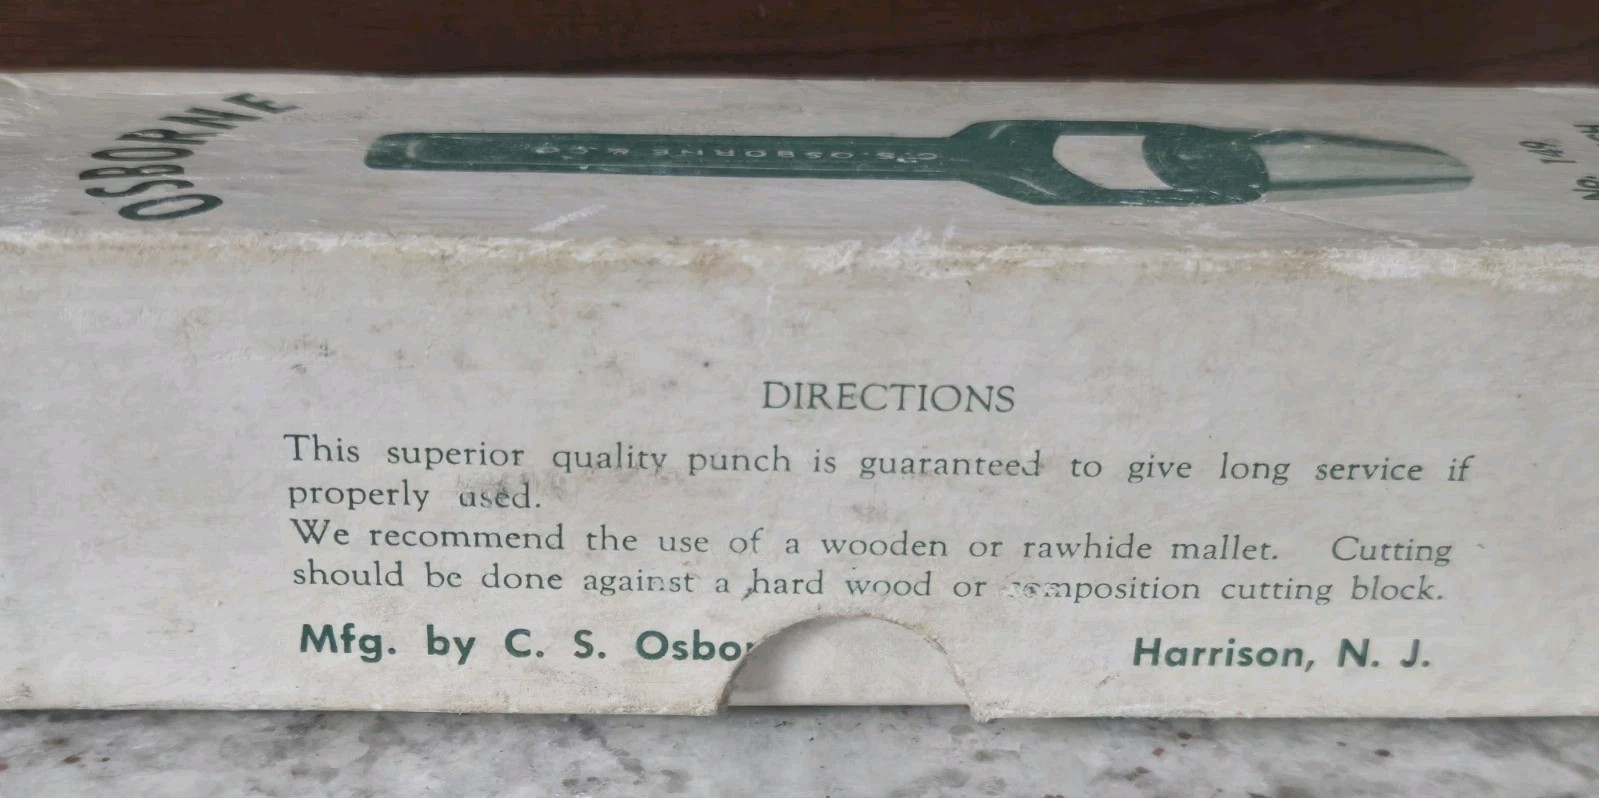 OSBORNE
C.S. OSBORNE & CO
No. 149
DIRECTIONS
This superior quality punch is guaranteed to give long service if
properly used.
We recommend the use of a wooden or rawhide mallet. Cutting
should be done against a hard wood or composition cutting block.
Mfg. by C. S. Osbor
Harrison, N. J.